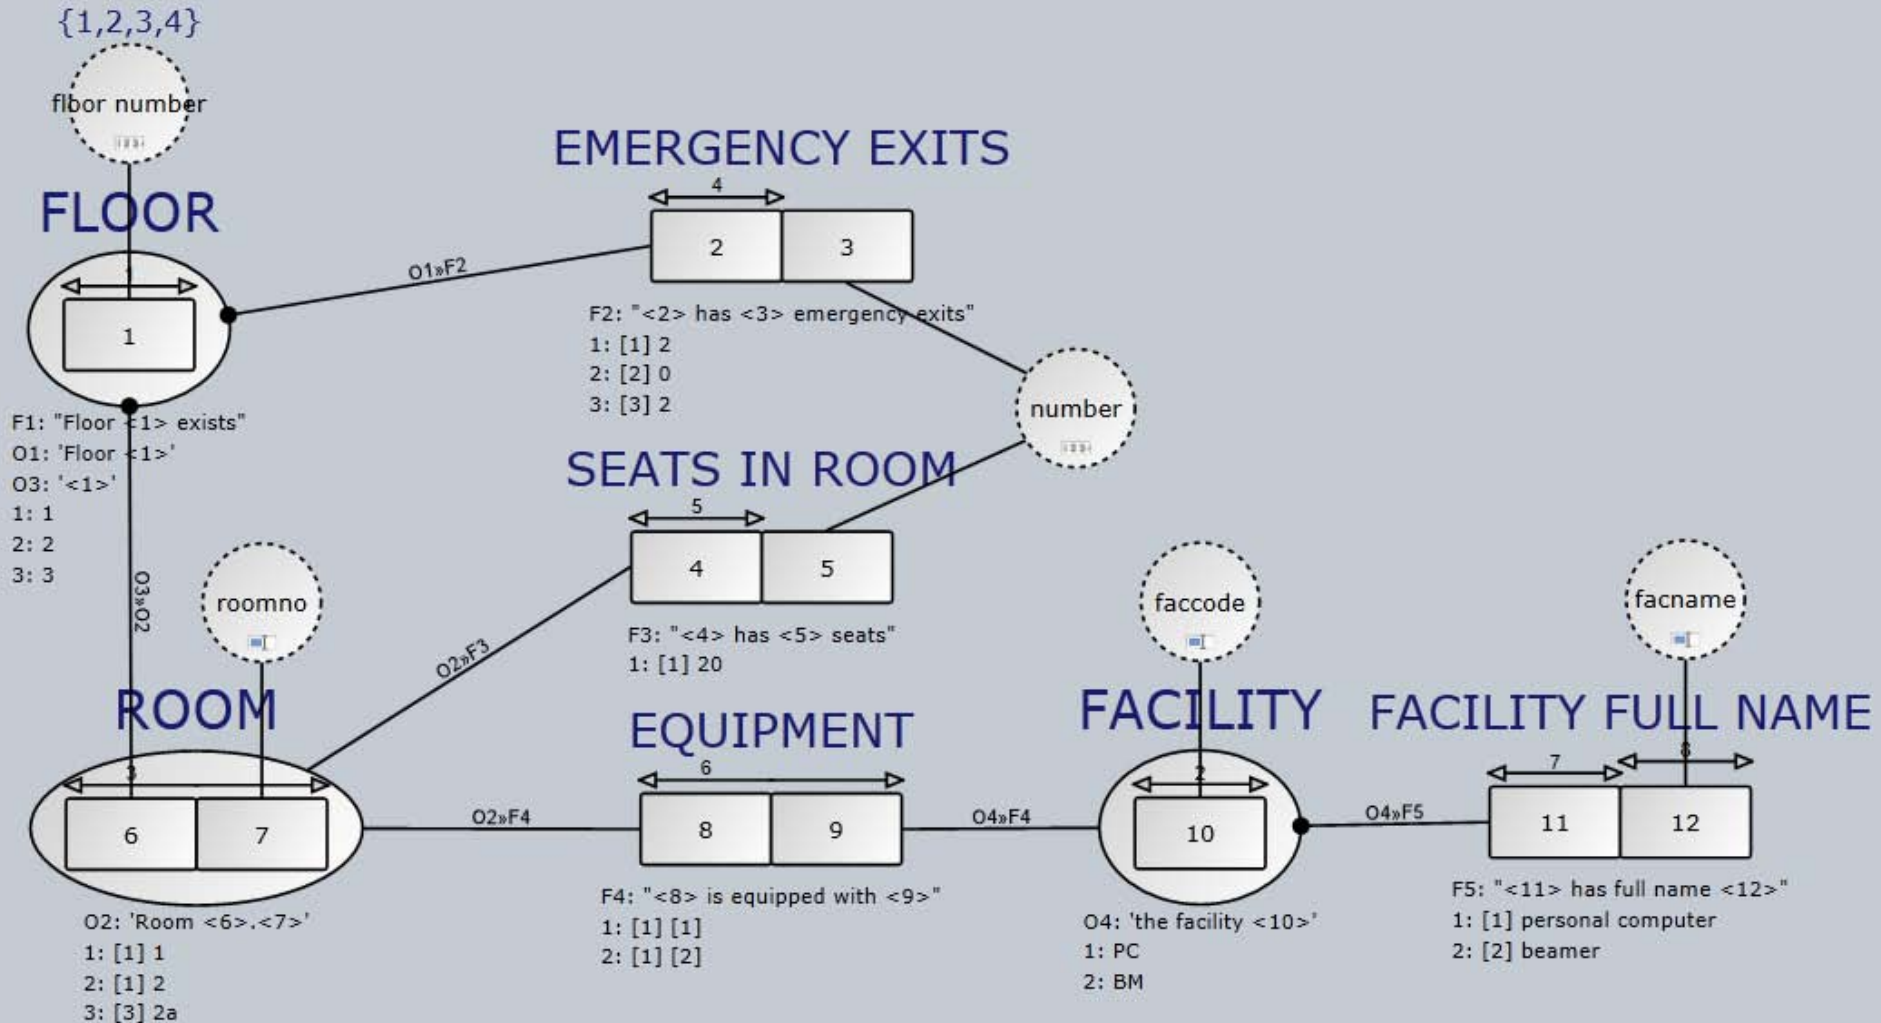 {1,2,3,4}
floor number
FLOOR
1
1
F1: "Floor <1> exists"
O1: 'Floor <1>'
O3: '<1>'
1: 1
2: 2
3: 3
O1»F2
EMERGENCY EXITS
4
2 3
F2: "<2> has <3> emergency exits"
1: [1] 2
2: [2] 0
3: [3] 2
number
SEATS IN ROOM
5
4 5
F3: "<4> has <5> seats"
1: [1] 20
O3»O2
roomno
O2»F3
ROOM
3
6 7
O2: 'Room <6>.<7>'
1: [1] 1
2: [1] 2
3: [3] 2a
O2»F4
EQUIPMENT
6
8 9
F4: "<8> is equipped with <9>"
1: [1] [1]
2: [1] [2]
O4»F4
faccode
FACILITY
2
10
O4: 'the facility <10>'
1: PC
2: BM
O4»F5
facname
FACILITY FULL NAME
7 8
11 12
F5: "<11> has full name <12>"
1: [1] personal computer
2: [2] beamer